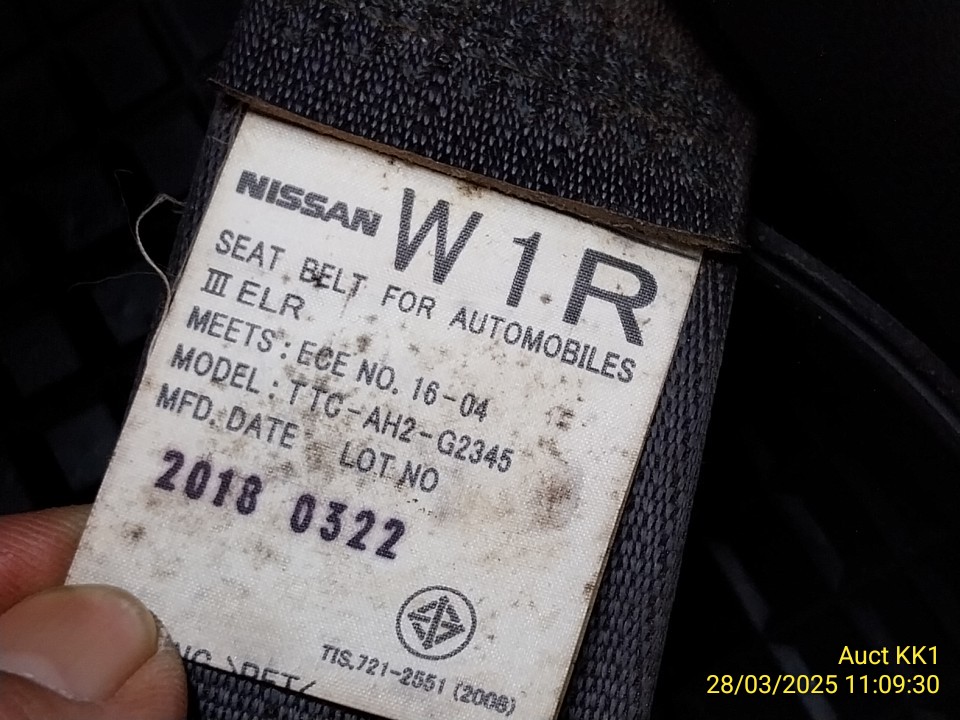 NISSAN W1R
SEAT BELT FOR AUTOMOBILES
III ELR
MEETS : ECE NO. 16-04
MODEL : TTC-AH2-G2345
MFD. DATE LOT NO
2018 0322
TIS.721-2551 (2008)
>PET<
Auct KK1
28/03/2025 11:09:30